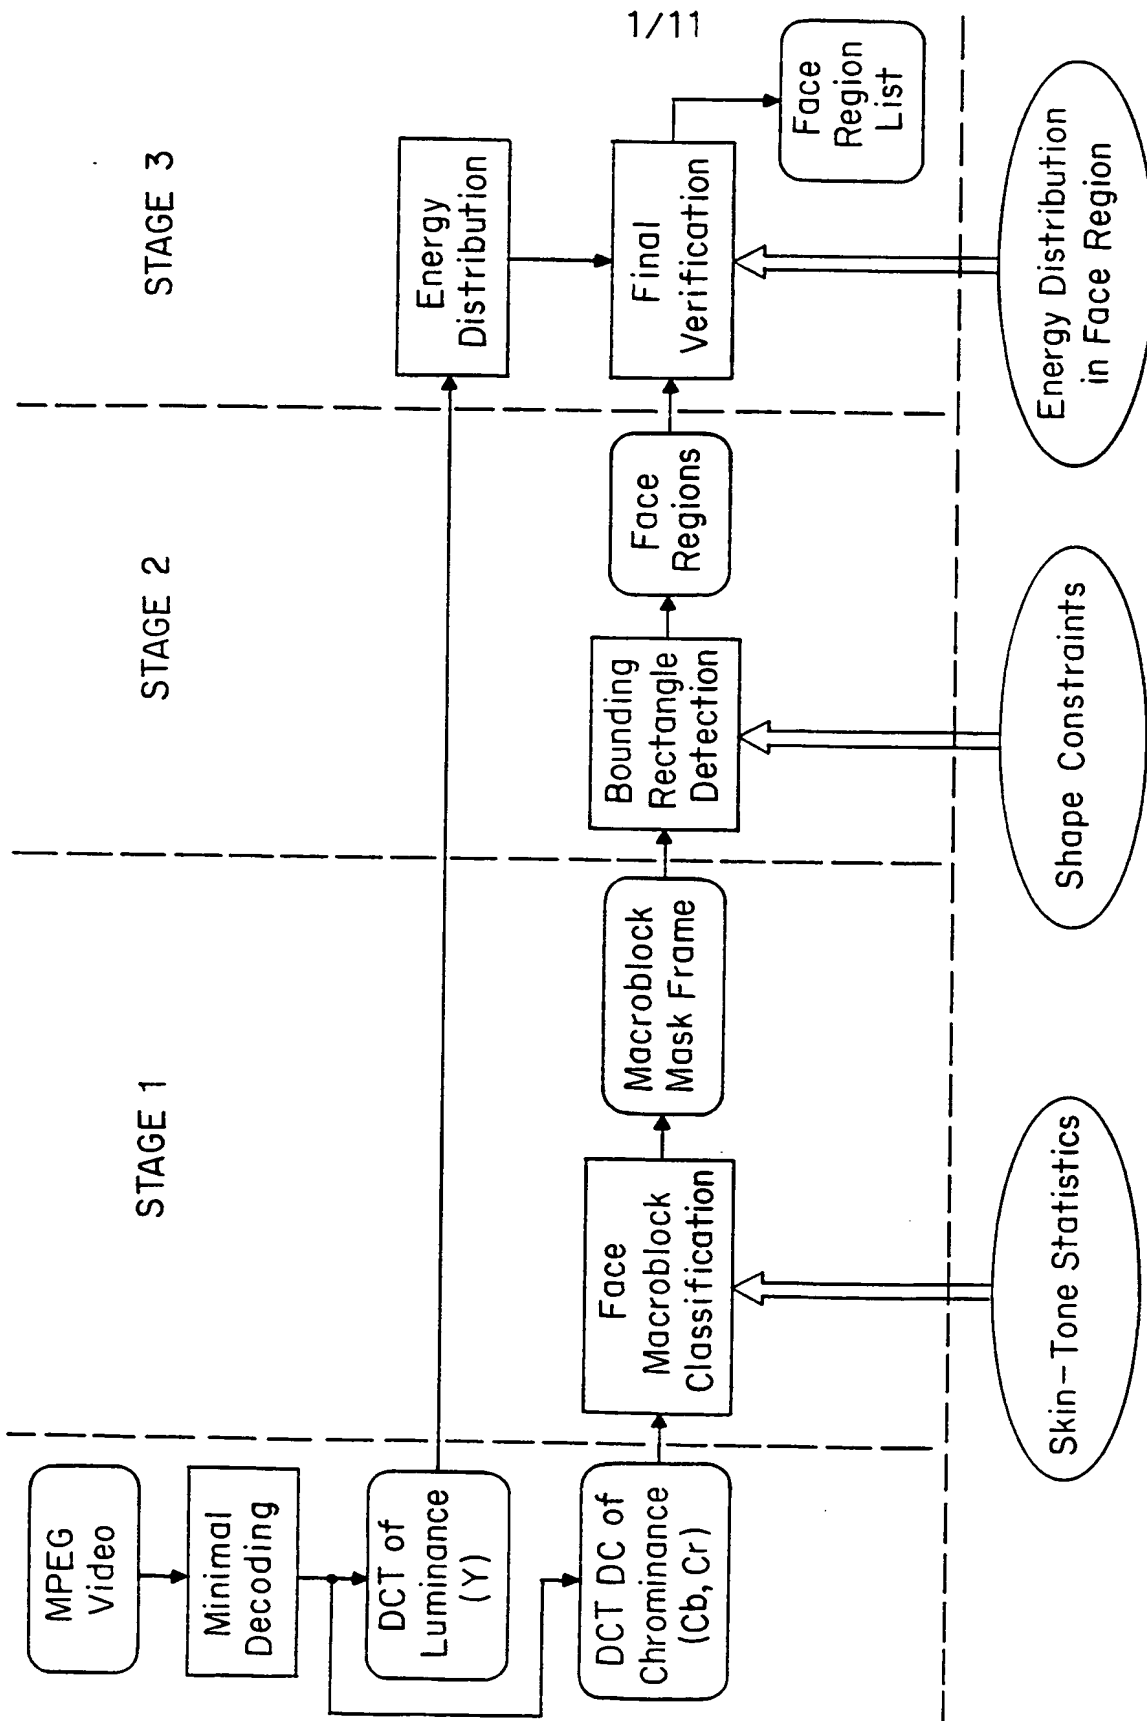 1/11
STAGE 1
STAGE 2
STAGE 3
MPEG
Video
Minimal
Decoding
DCT of
Luminance
(Y)
DCT DC of
Chrominance
(Cb, Cr)
Face
Macroblock
Classification
Macroblock
Mask Frame
Bounding
Rectangle
Detection
Face
Regions
Energy
Distribution
Final
Verification
Face
Region
List
Skin-Tone Statistics
Shape Constraints
Energy Distribution
in Face Region